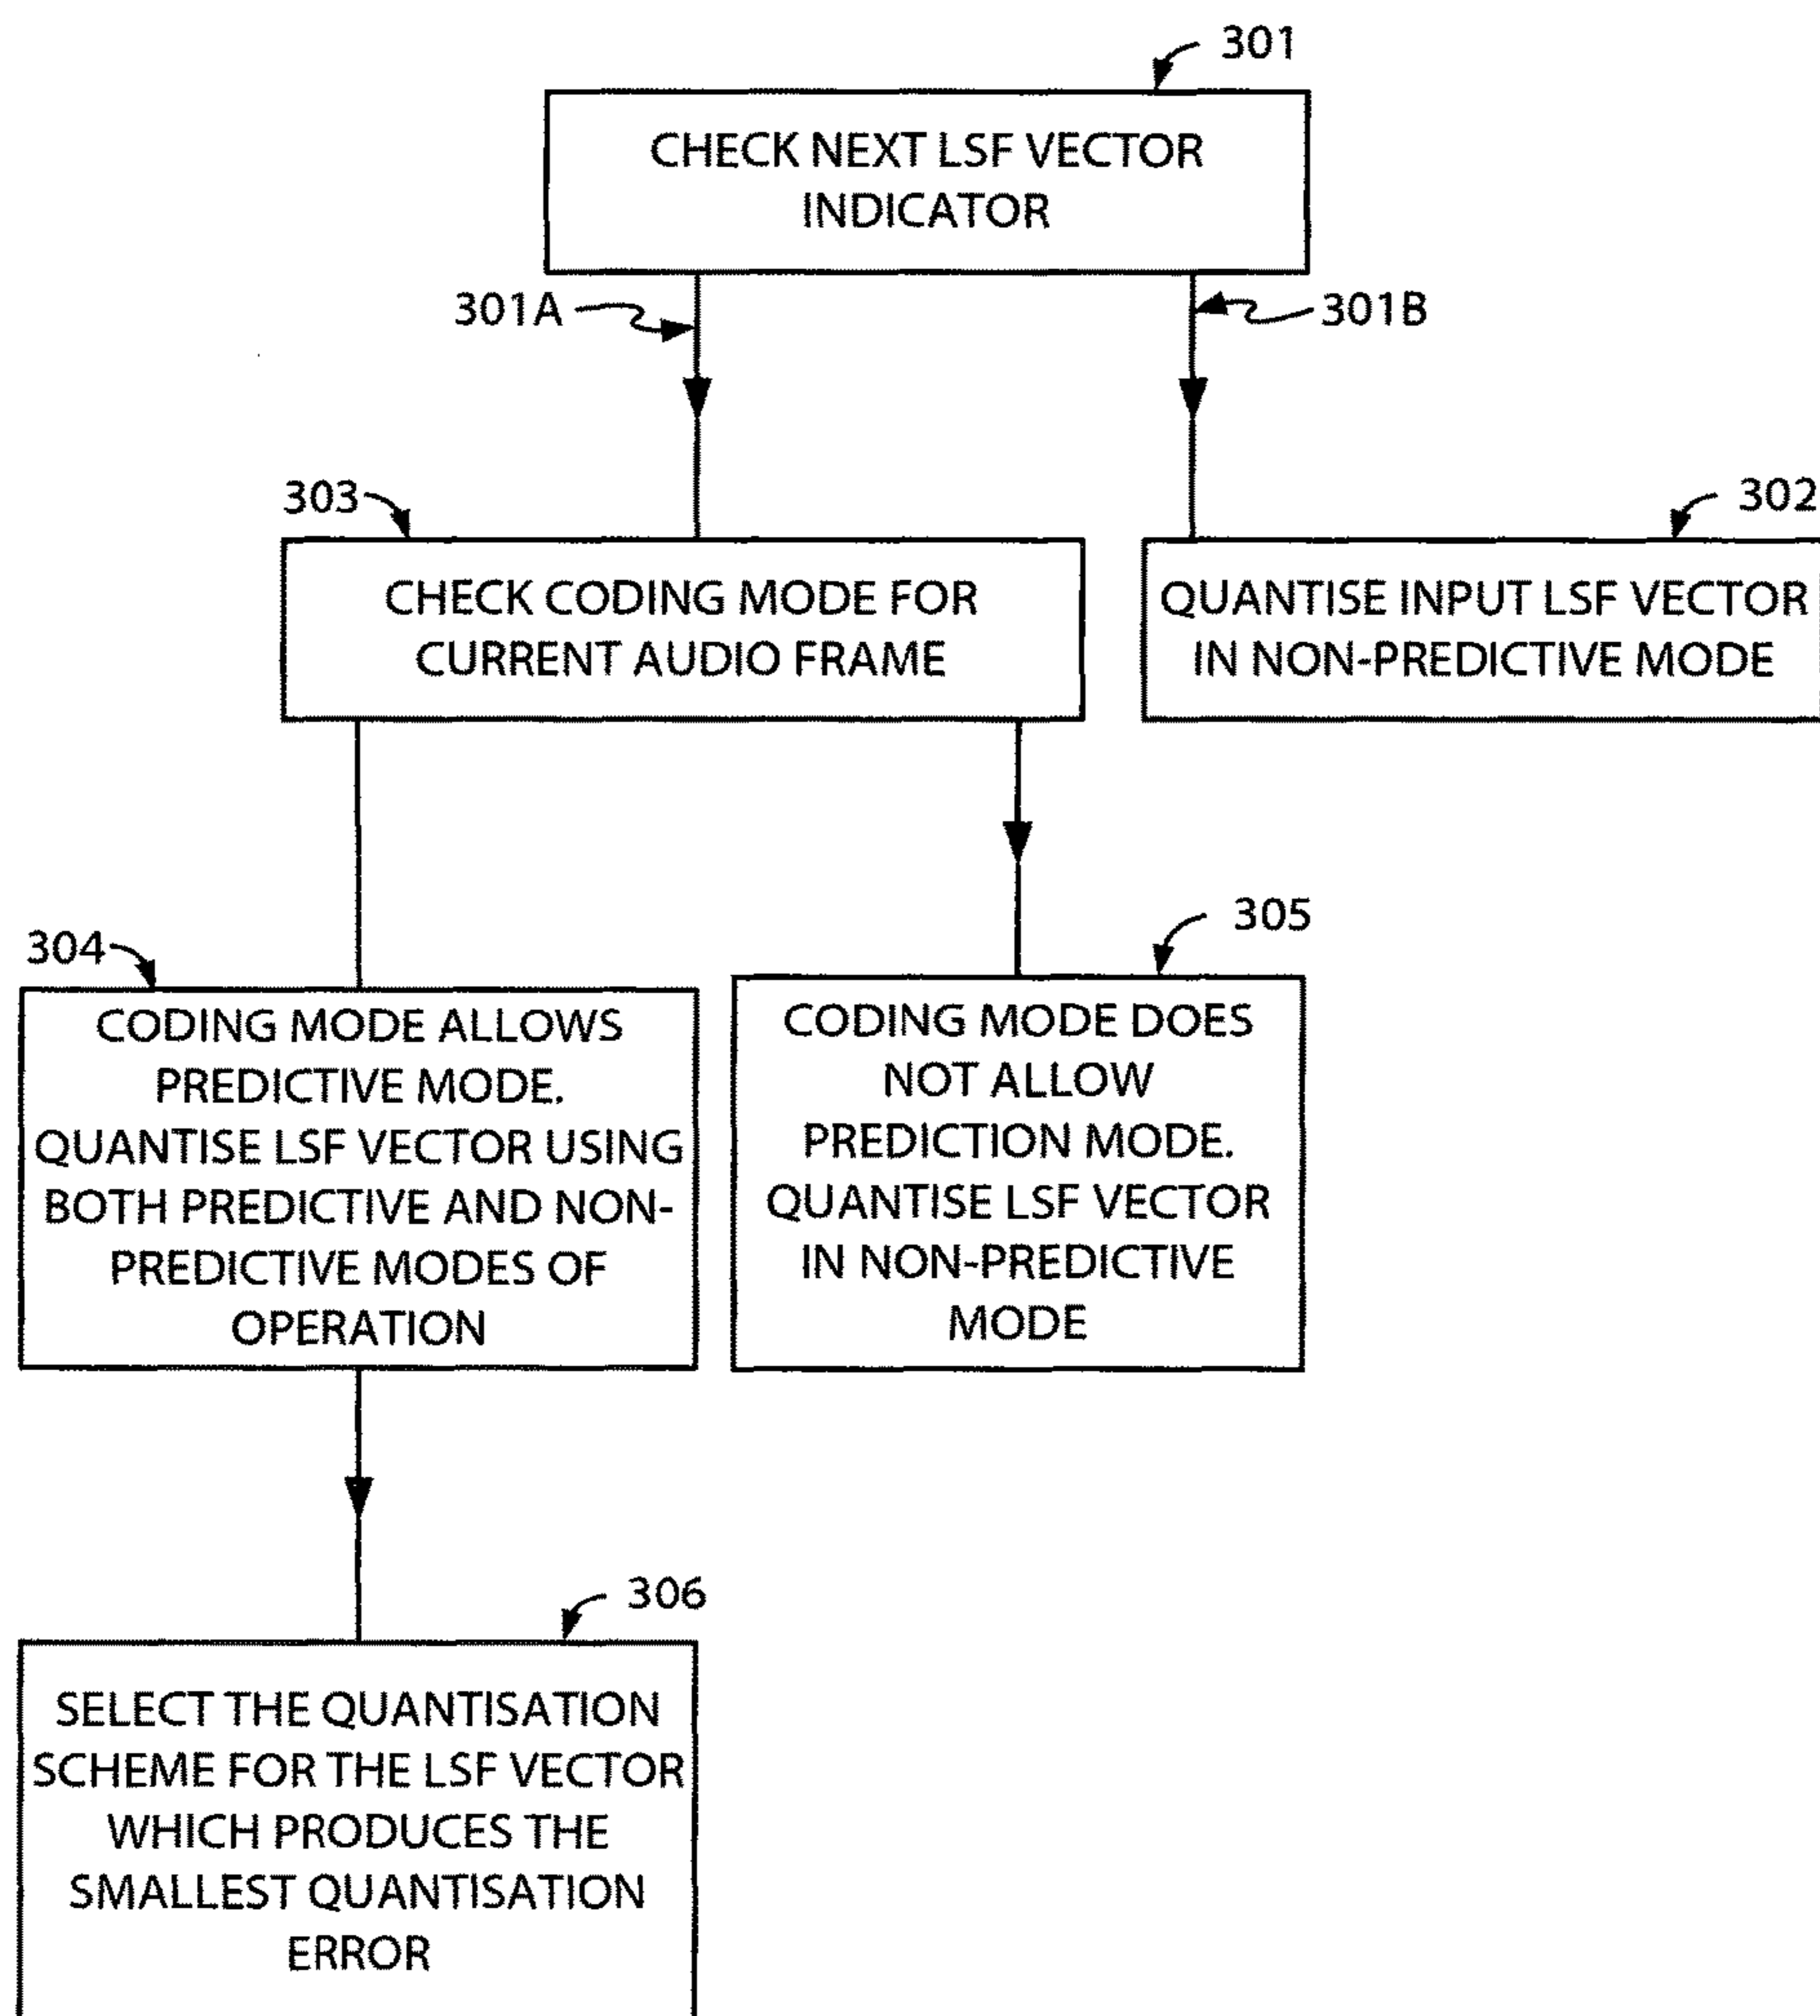 301
CHECK NEXT LSF VECTOR
INDICATOR
301A
301B
303
302
CHECK CODING MODE FOR
CURRENT AUDIO FRAME
QUANTISE INPUT LSF VECTOR
IN NON-PREDICTIVE MODE
304
305
CODING MODE ALLOWS
PREDICTIVE MODE.
QUANTISE LSF VECTOR USING
BOTH PREDICTIVE AND NON-
PREDICTIVE MODES OF
OPERATION
CODING MODE DOES
NOT ALLOW
PREDICTION MODE.
QUANTISE LSF VECTOR
IN NON-PREDICTIVE
MODE
306
SELECT THE QUANTISATION
SCHEME FOR THE LSF VECTOR
WHICH PRODUCES THE
SMALLEST QUANTISATION
ERROR